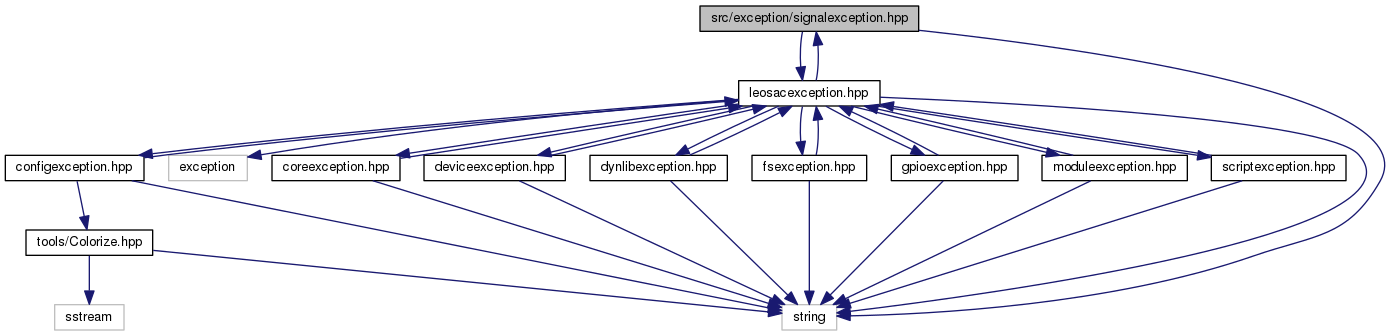 src/exception/signalexception.hpp
leosacexception.hpp
configexception.hpp
exception
coreexception.hpp
deviceexception.hpp
dynlibexception.hpp
fsexception.hpp
gpioexception.hpp
moduleexception.hpp
scriptexception.hpp
tools/Colorize.hpp
sstream
string